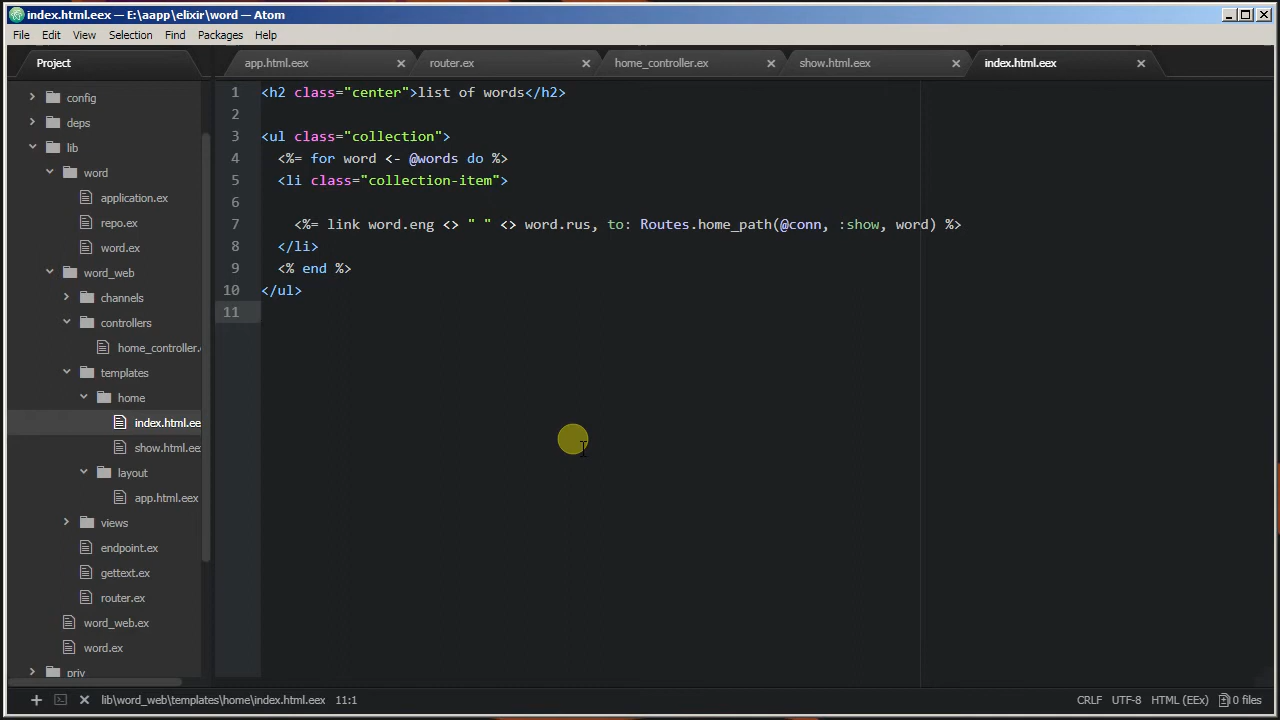 index.html.eex — E:\aapp\elixir\word — Atom
File Edit View Selection Find Packages Help
Project
app.html.eex
router.ex
home_controller.ex
show.html.eex
index.html.eex
config
deps
lib
word
application.ex
repo.ex
word.ex
word_web
channels
controllers
home_controller.
templates
home
index.html.ee
show.html.ee
layout
app.html.eex
views
endpoint.ex
gettext.ex
router.ex
word_web.ex
word.ex
priv
1 <h2 class="center">list of words</h2>
2
3 <ul class="collection">
4 <%= for word <- @words do %>
5 <li class="collection-item">
6
7 <%= link word.eng <> " " <> word.rus, to: Routes.home_path(@conn, :show, word) %>
8 </li>
9 <% end %>
10 </ul>
11
lib\word_web\templates\home\index.html.eex 11:1
CRLF UTF-8 HTML (EEx) 0 files